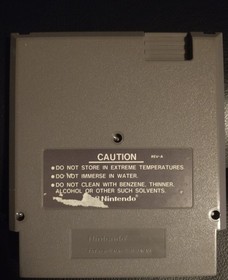 CAUTION REV-A
• DO NOT STORE IN EXTREME TEMPERATURES.
• DO NOT IMMERSE IN WATER.
• DO NOT CLEAN WITH BENZENE, THINNER,
ALCOHOL OR OTHER SUCH SOLVENTS.
Nintendo